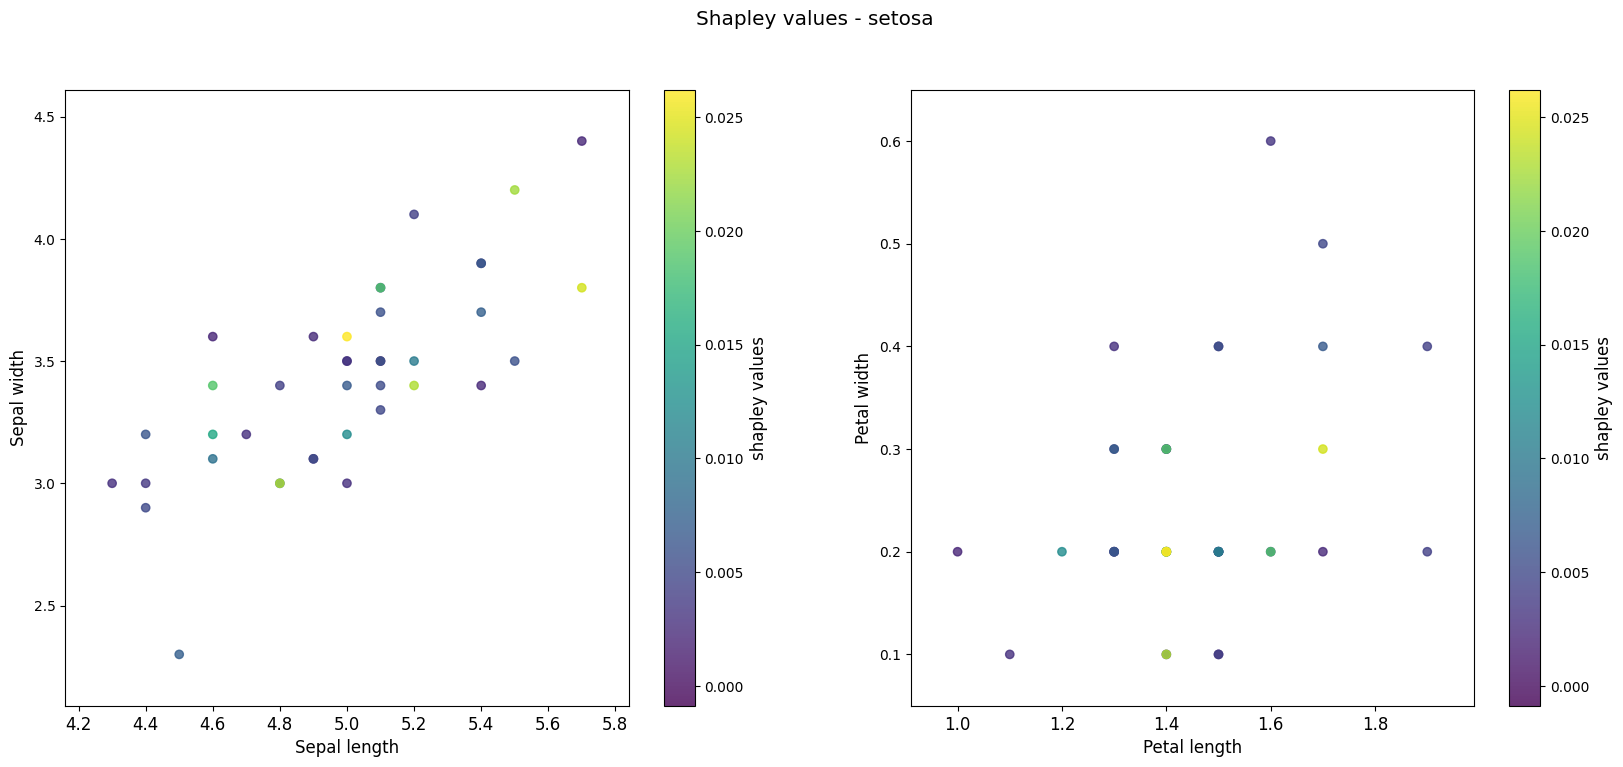 Shapley values - setosa
4.5
4.0
3.5
3.0
2.5
Sepal width
4.2 4.4 4.6 4.8 5.0 5.2 5.4 5.6 5.8
Sepal length
0.025
0.020
0.015
0.010
0.005
0.000
shapley values
0.6
0.5
0.4
0.3
0.2
0.1
Petal width
1.0 1.2 1.4 1.6 1.8
Petal length
0.025
0.020
0.015
0.010
0.005
0.000
shapley values